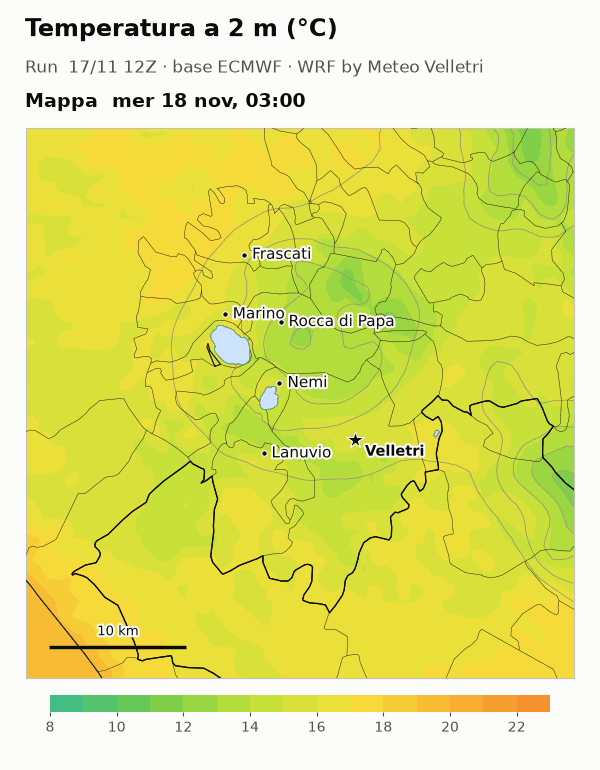 Temperatura a 2 m (°C)
Run  17/11 12Z · base ECMWF · WRF by Meteo Velletri
Mappa  mer 18 nov, 03:00
Frascati
Marino
Rocca di Papa
Nemi
Velletri
Lanuvio
10 km
8 10 12 14 16 18 20 22